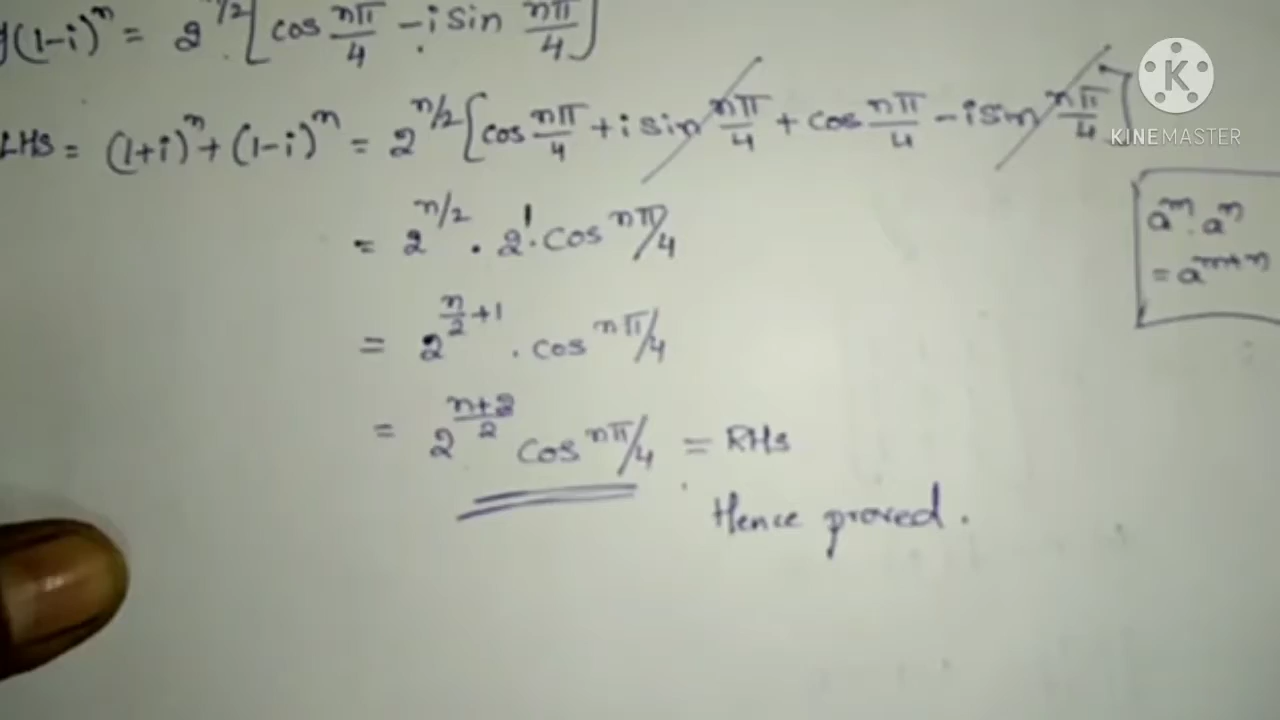 (1-i)^n = 2^n/2 [cos nπ/4 - i sin nπ/4]
LHS = (1+i)^n + (1-i)^n = 2^n/2 [cos nπ/4 + i sin nπ/4 + cos nπ/4 - i sin nπ/4]
= 2^n/2 . 2^1 . cos nπ/4
= 2^n/2+1 . cos nπ/4
= 2^n+2/2 cos nπ/4 = RHS
Hence proved.
a^m . a^n
= a^m+n
KINEMASTER